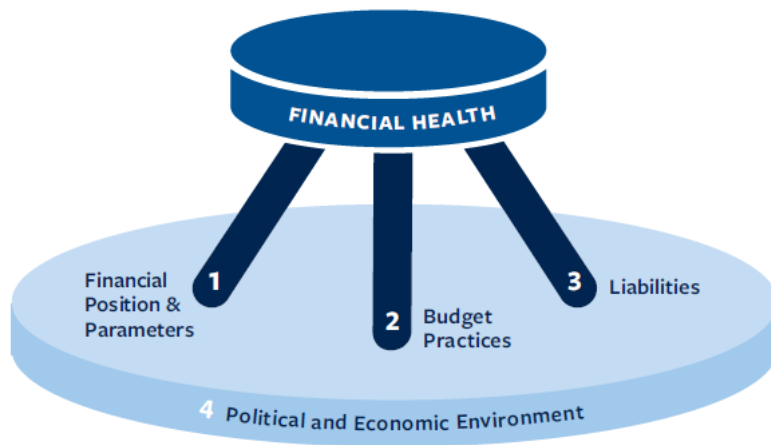 FINANCIAL HEALTH
1
Financial
Position &
Parameters
2
Budget
Practices
3
Liabilities
4 Political and Economic Environment